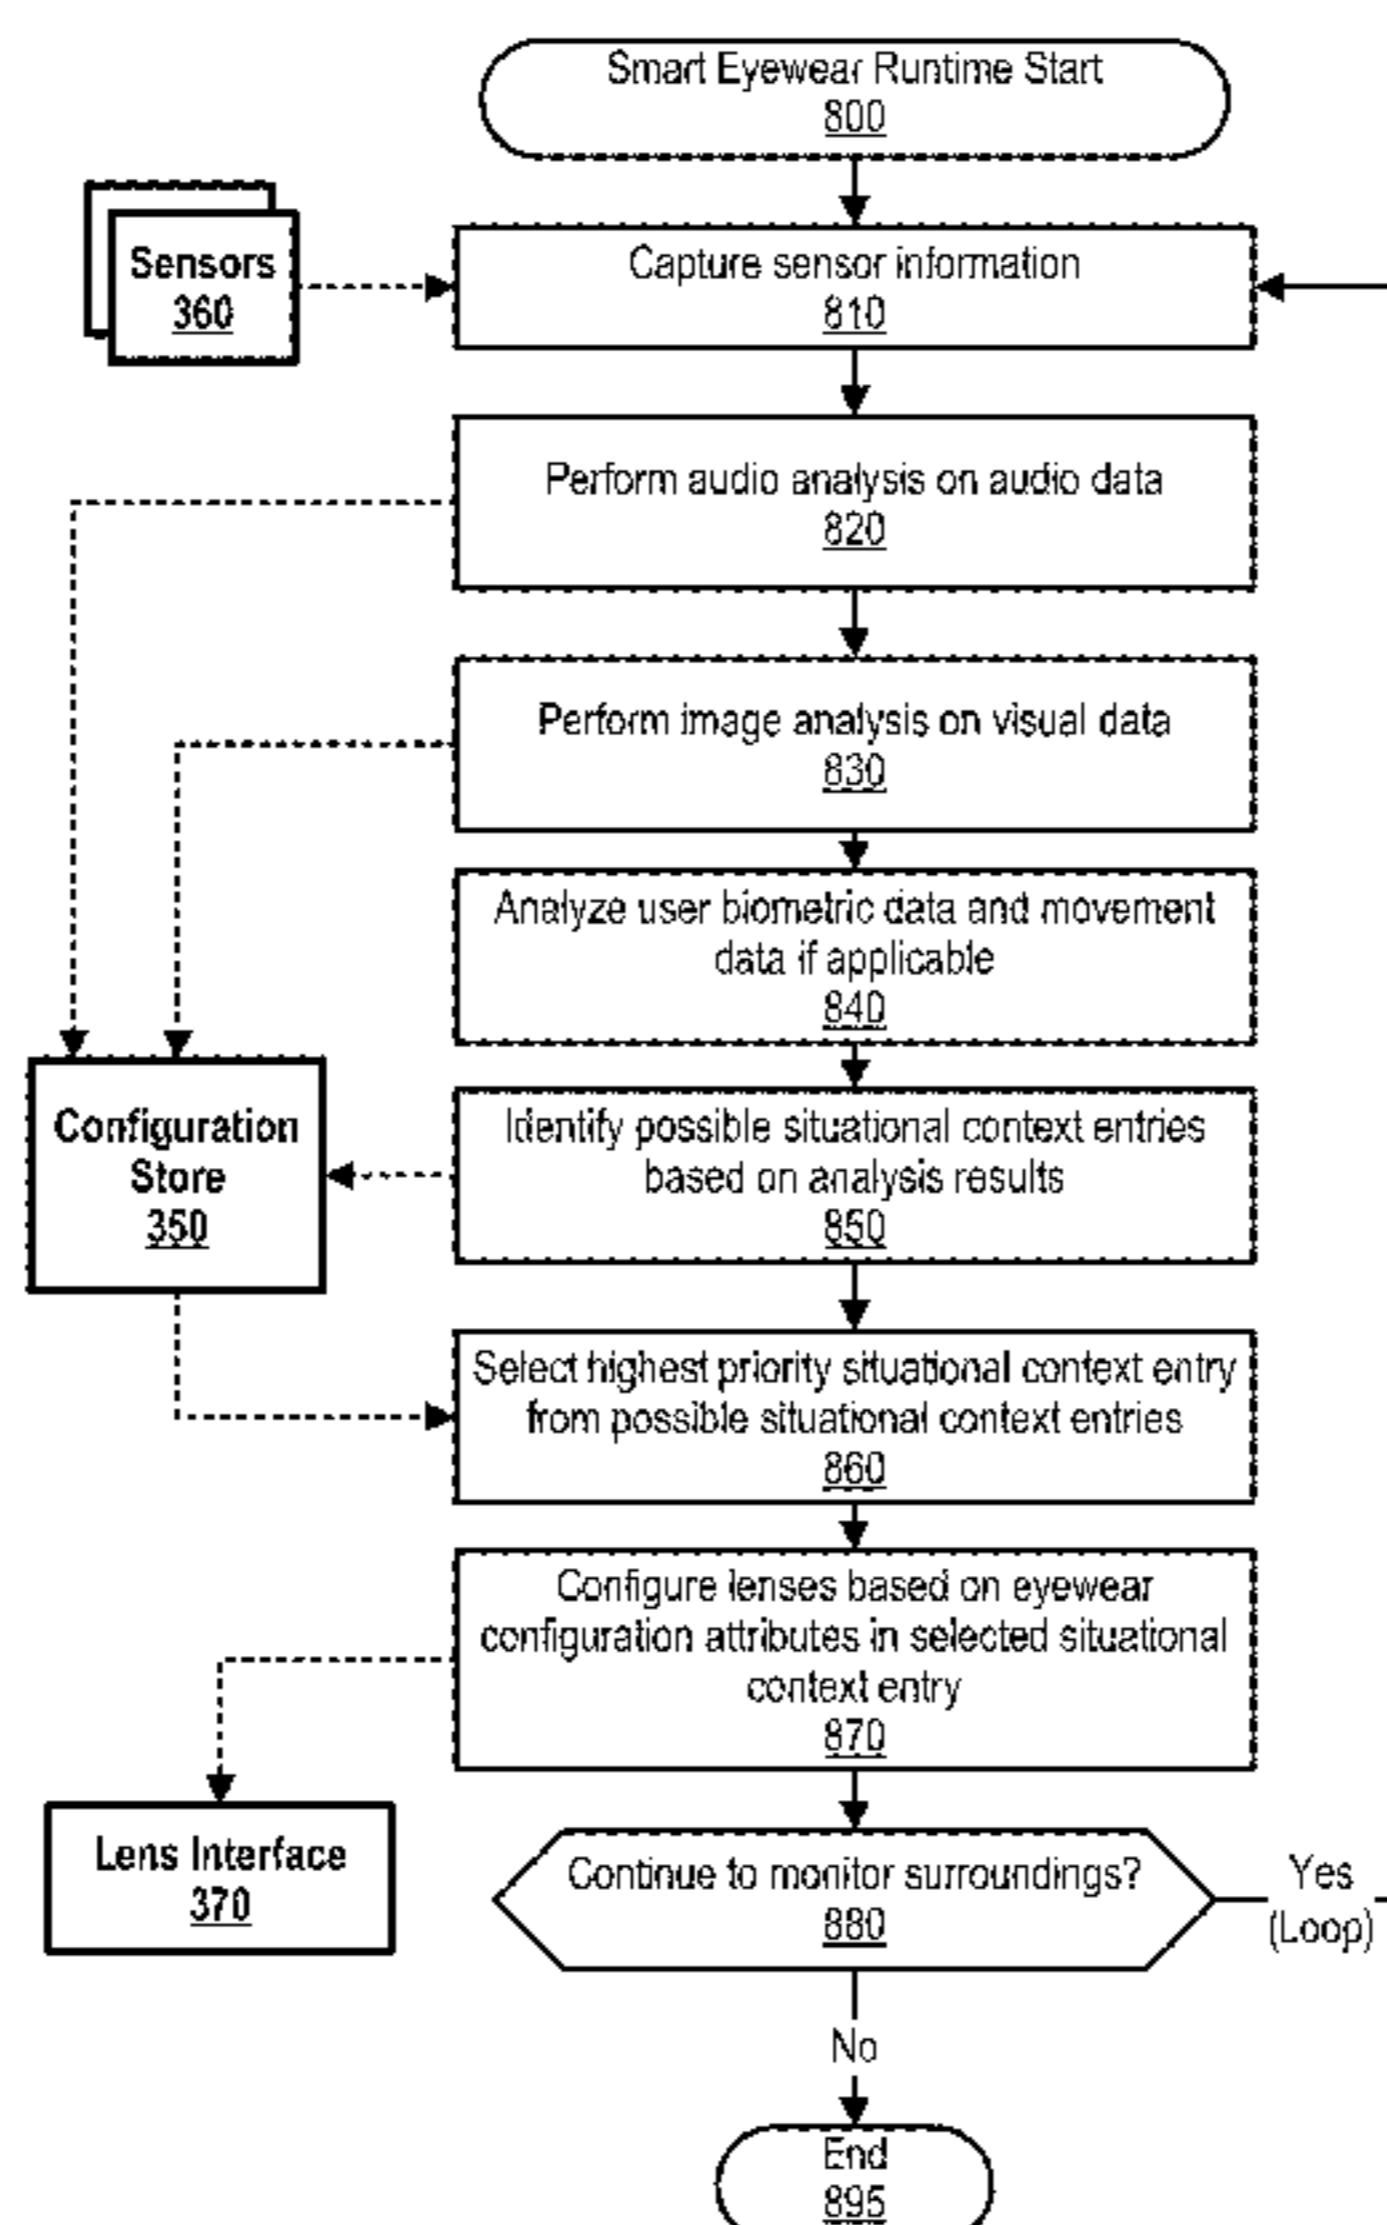 Smart Eyewear Runtime Start
800
Sensors
360
Capture sensor information
810
Perform audio analysis on audio data
820
Perform image analysis on visual data
830
Analyze user biometric data and movement
data if applicable
840
Configuration
Store
350
Identify possible situational context entries
based on analysis results
850
Select highest priority situational context entry
from possible situational context entries
860
Configure lenses based on eyewear
configuration attributes in selected situational
context entry
870
Lens Interface
370
Continue to monitor surroundings?
880
Yes
(Loop)
No
End
895